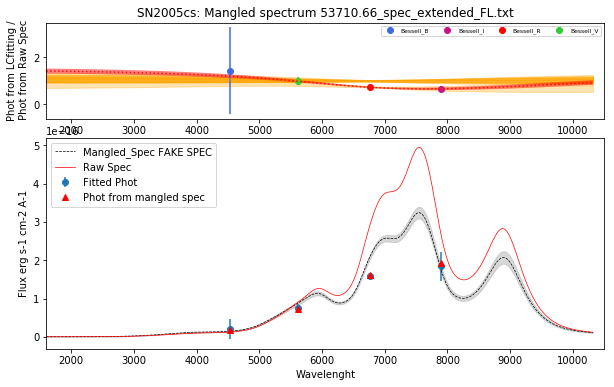 SN2005cs: Mangled spectrum 53710.66_spec_extended_FL.txt
Phot from LCfitting /
Phot from Raw Spec
2
0
Bessell_B
Bessell_I
Bessell_R
Bessell_V
2000 3000 4000 5000 6000 7000 8000 9000 10000
1e−16
Flux erg s-1 cm-2 A-1
5
4
3
2
1
0
Mangled_Spec FAKE SPEC
Raw Spec
Fitted Phot
Phot from mangled spec
2000 3000 4000 5000 6000 7000 8000 9000 10000
Wavelenght